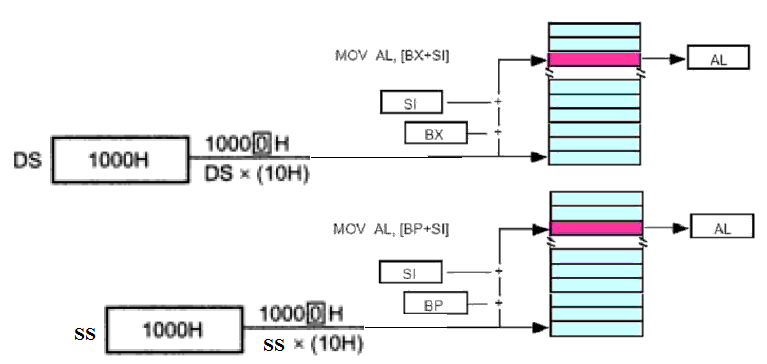 MOV AL, [BX+SI]
AL
SI
+
BX
+
DS 1000H 10000H
DS × (10H)
MOV AL, [BP+SI]
AL
SI
+
BP
+
SS 1000H 10000H
SS × (10H)